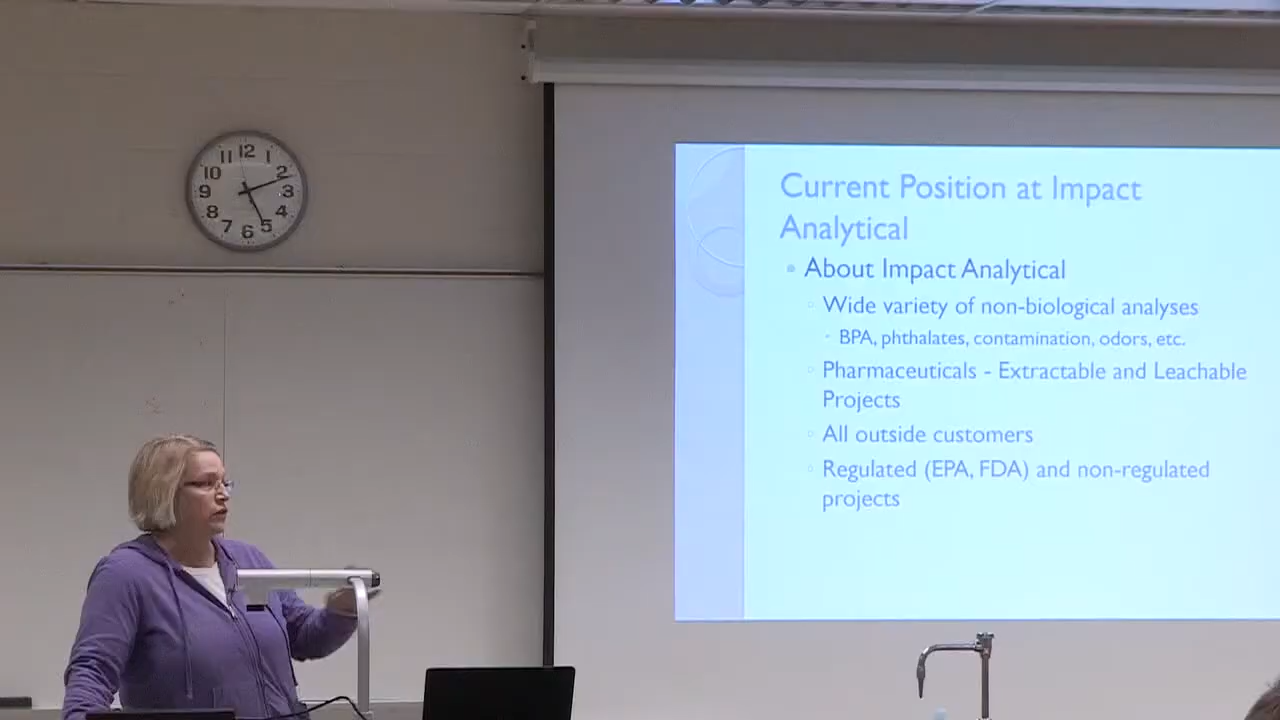 11 12 1
10 2
9 3
8 4
7 6 5
Current Position at Impact
Analytical
About Impact Analytical
Wide variety of non-biological analyses
BPA, phthalates, contamination, odors, etc.
Pharmaceuticals - Extractable and Leachable
Projects
All outside customers
Regulated (EPA, FDA) and non-regulated
projects